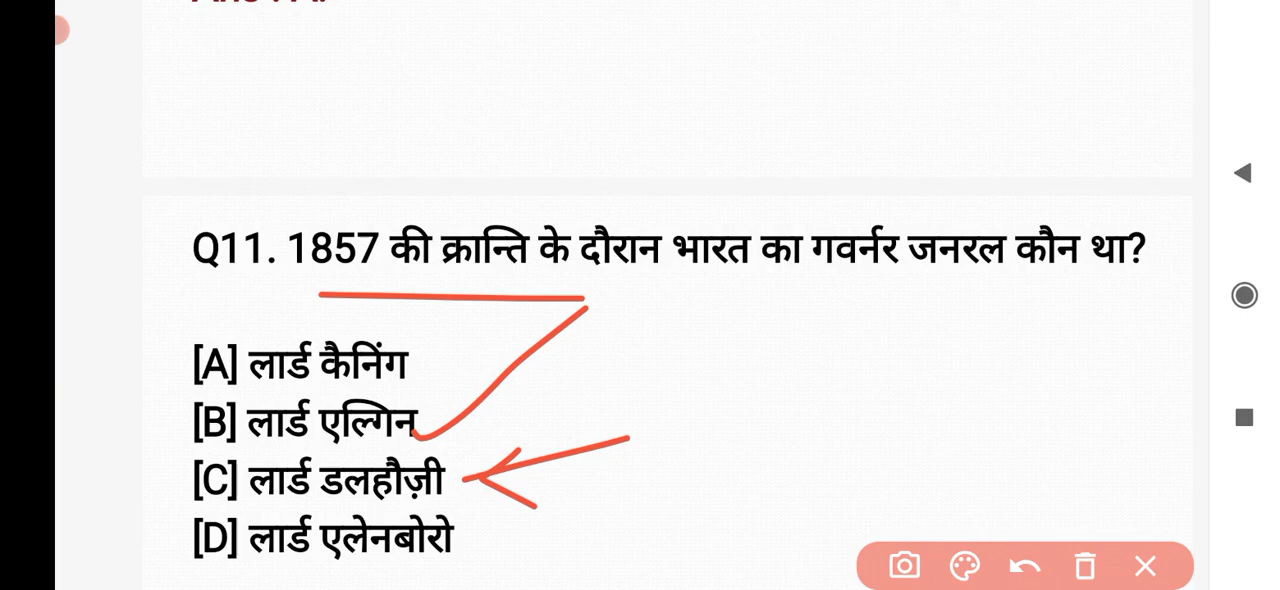 Q11. 1857 की क्रान्ति के दौरान भारत का गवर्नर जनरल कौन था?
[A] लार्ड कैनिंग
[B] लार्ड एल्गिन
[C] लार्ड डलहौज़ी
[D] लार्ड एलेनबोरो